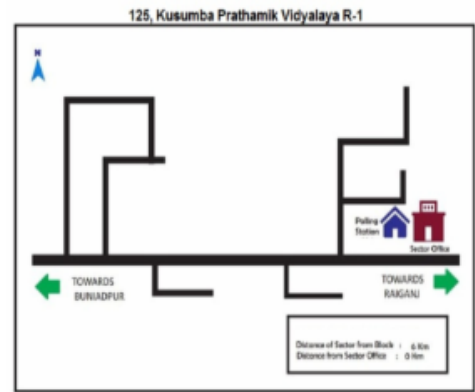 125, Kusumba Prathamik Vidyalaya R-1
N
Polling
Station
Sector Office
TOWARDS
BUNIADPUR
TOWARDS
RAIGANJ
Distance of Sector from Block : 6 Km
Distance from Sector Office : 0 Km